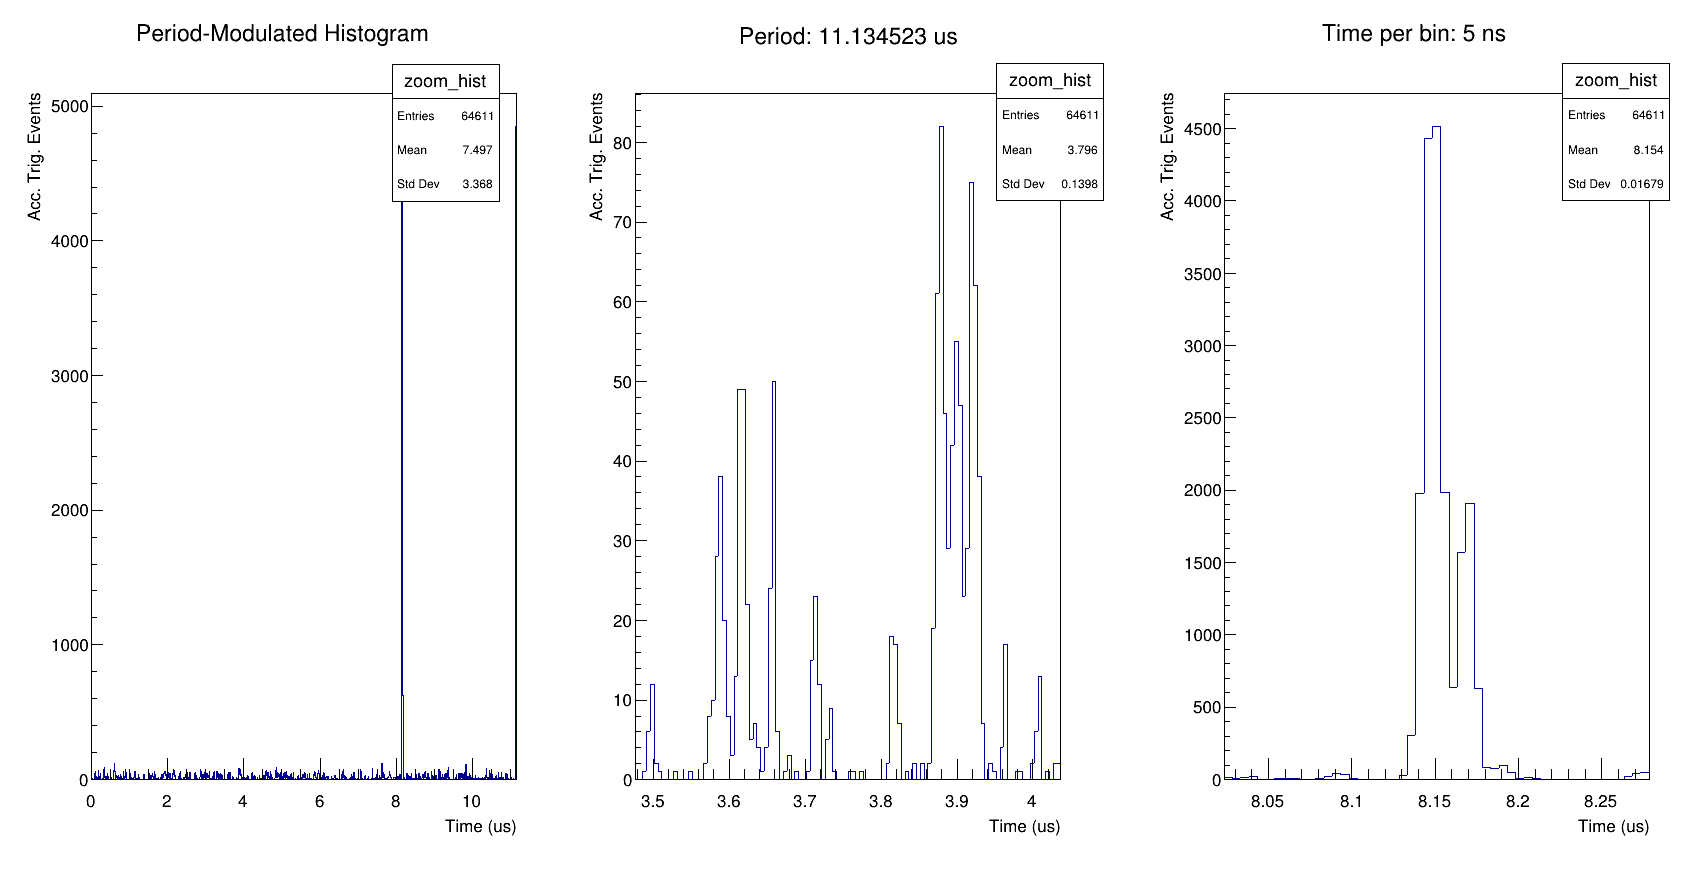 Period-Modulated Histogram
zoom_hist
Entries 64611
Mean 7.497
Std Dev 3.368
Acc. Trig. Events
5000
4000
3000
2000
1000
0
0 2 4 6 8 10
Time (us)
Period: 11.134523 us
zoom_hist
Entries 64611
Mean 3.796
Std Dev 0.1398
Acc. Trig. Events
80
70
60
50
40
30
20
10
0
3.5 3.6 3.7 3.8 3.9 4
Time (us)
Time per bin: 5 ns
zoom_hist
Entries 64611
Mean 8.154
Std Dev 0.01679
Acc. Trig. Events
4500
4000
3500
3000
2500
2000
1500
1000
500
0
8.05 8.1 8.15 8.2 8.25
Time (us)